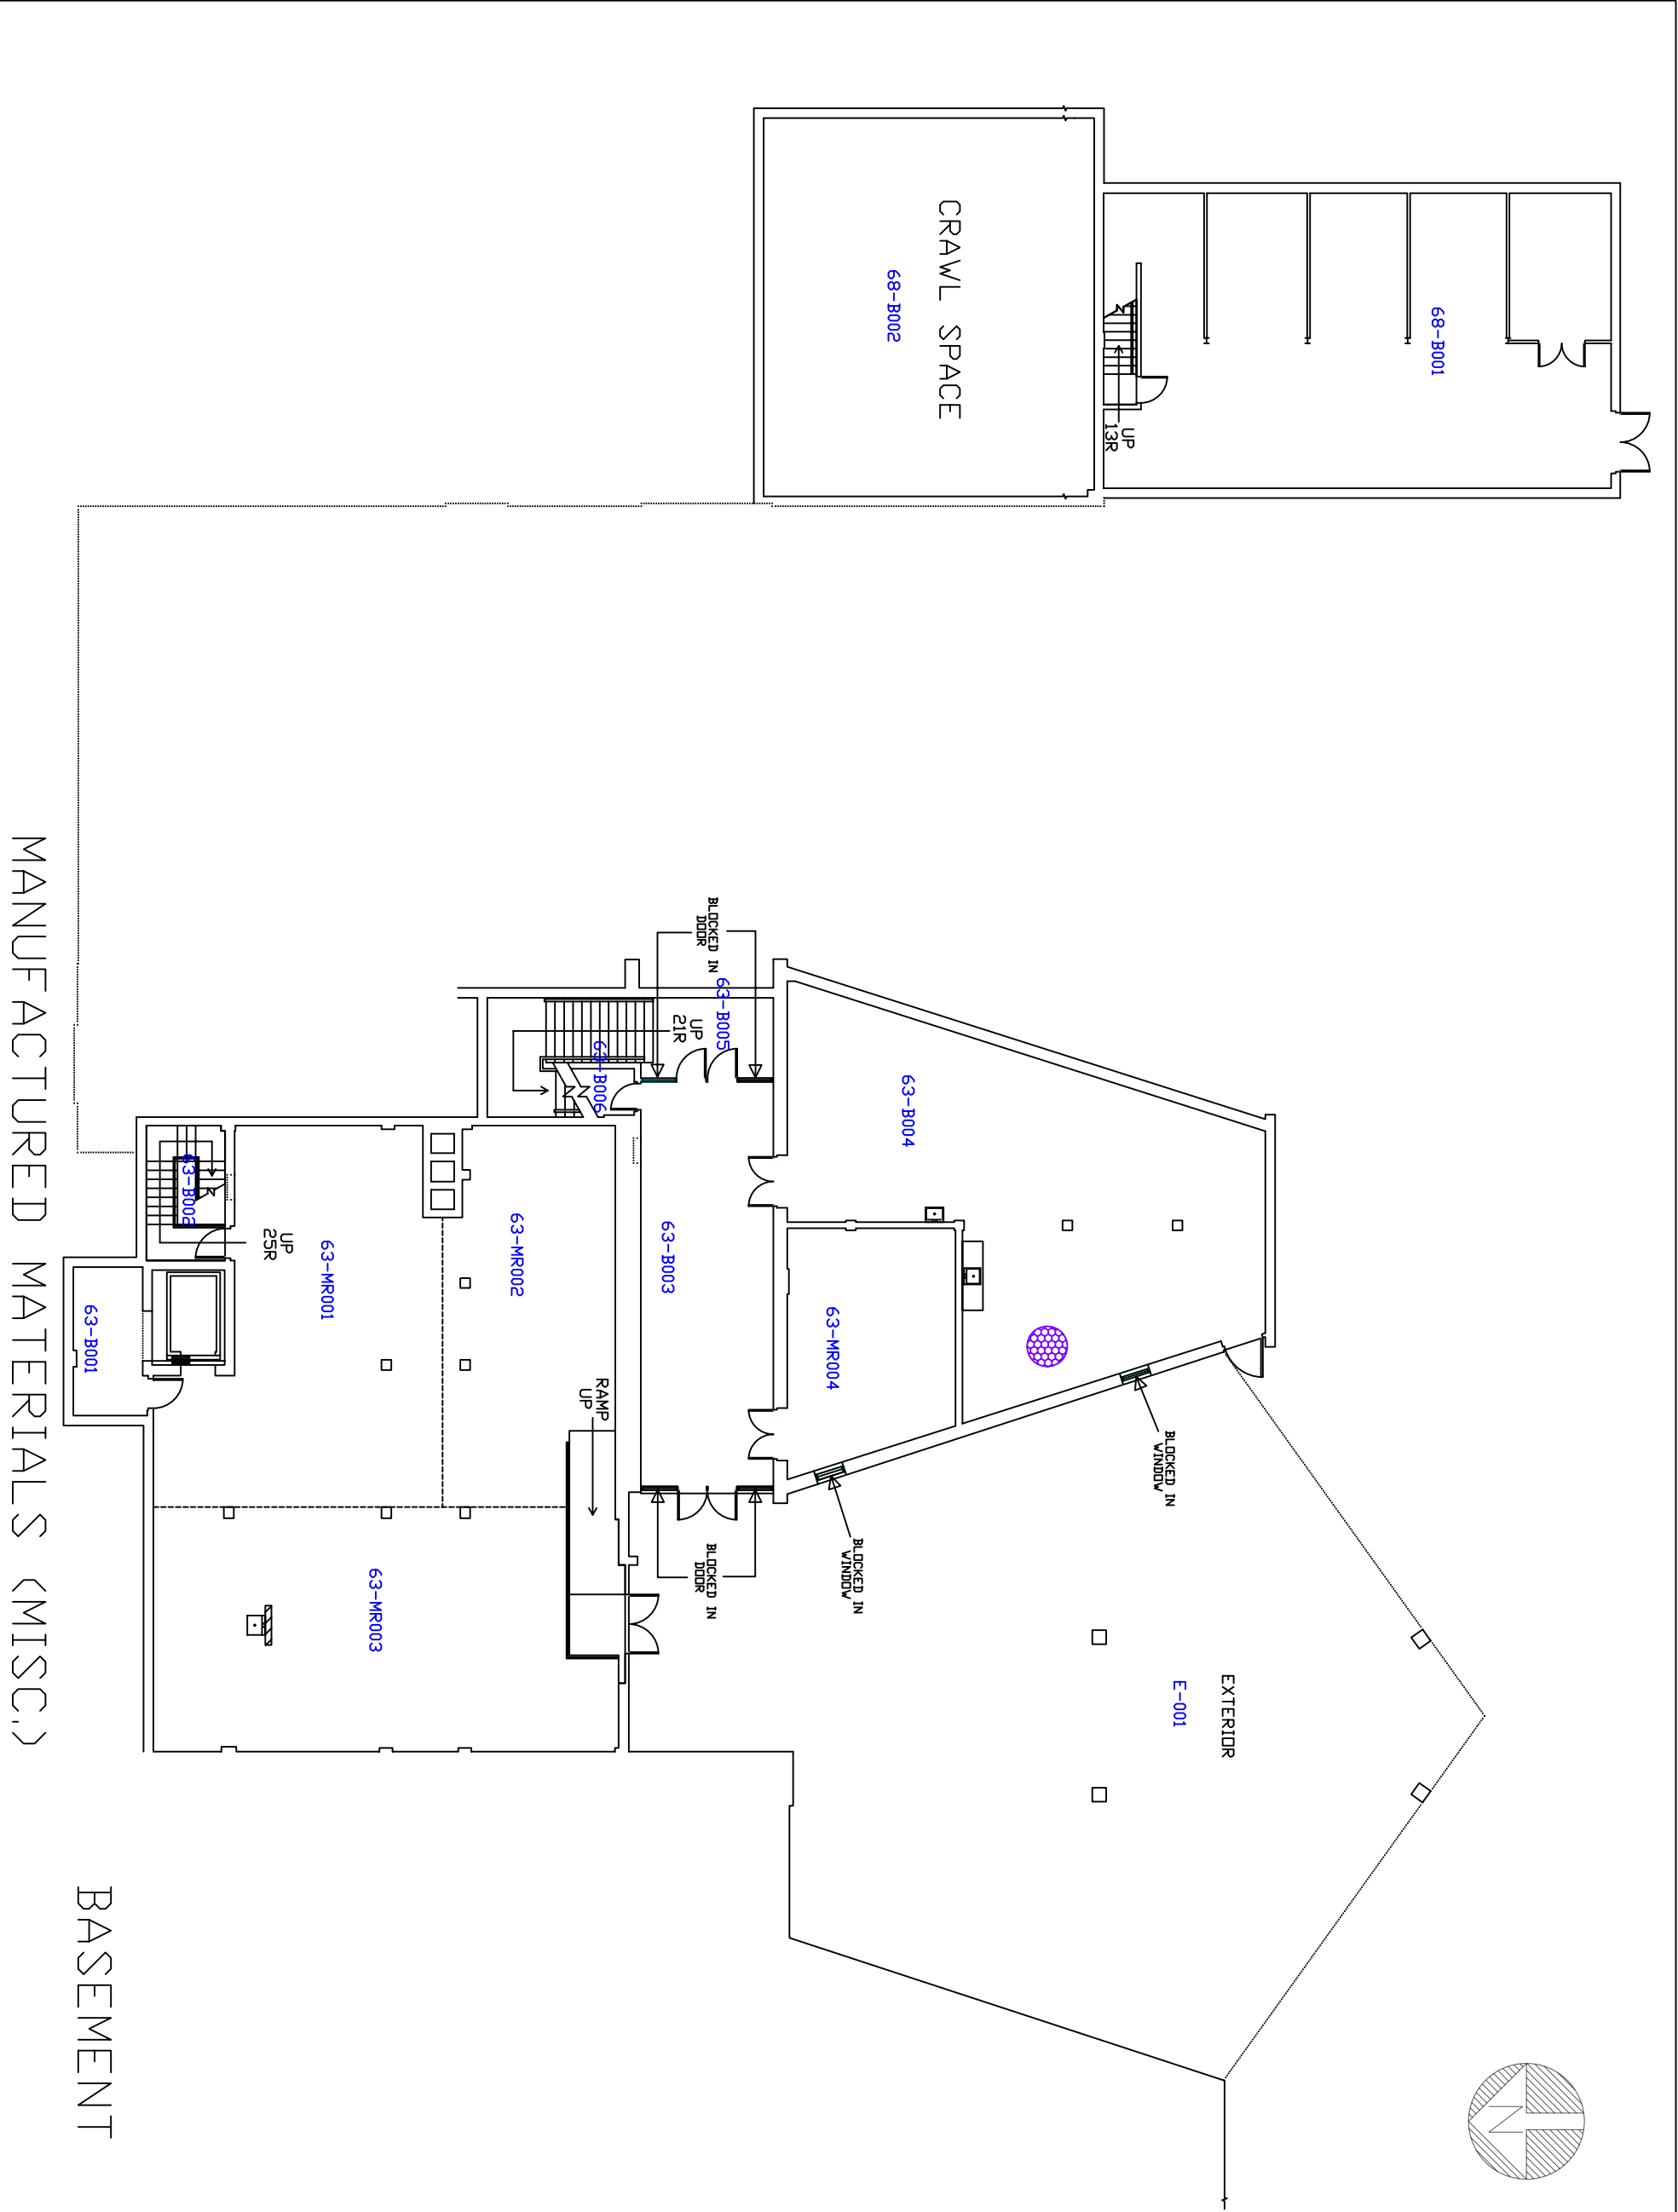 N
68-B001
EXTERIOR
E-001
BLOCKED IN
WINDOW
UP
13R
CRAWL SPACE
63-B004
68-B002
BLOCKED IN
WINDOW
63-MR004
63-B005
BLOCKED IN
DOOR
BLOCKED IN
DOOR
UP
21R
63-B003
63-B006
RAMP
UP
63-MR002
63-MR003
63-MR001
UP
25R
63-B002
63-B001
BASEMENT
MANUFACTURED MATERIALS (MISC.)